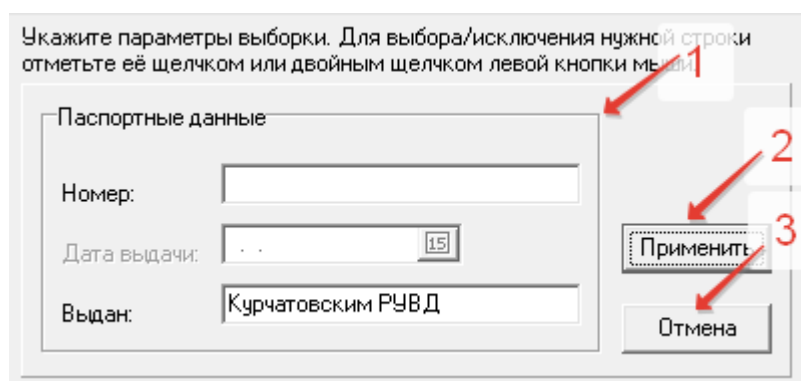 Укажите параметры выборки. Для выбора/исключения нужной строки
отметьте её щелчком или двойным щелчком левой кнопки мыши.
1
Паспортные данные
2
Номер:
3
Дата выдачи: . . 15
Применить
Выдан: Курчатовским РУВД
Отмена